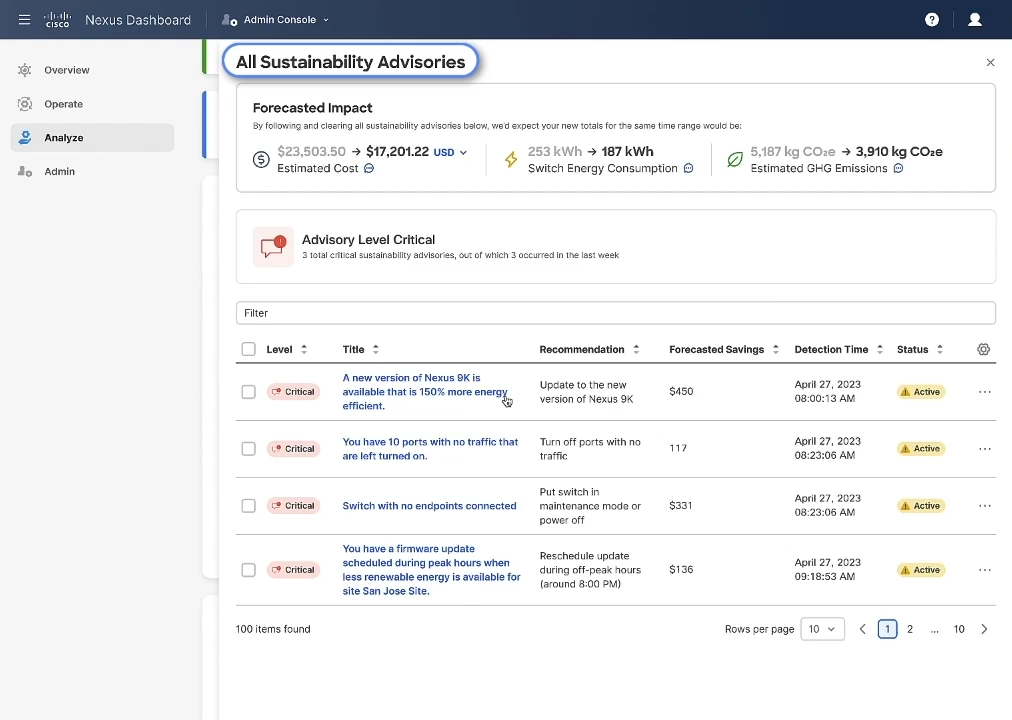 cisco Nexus Dashboard Admin Console ?
Overview
Operate
Analyze
Admin
All Sustainability Advisories
Forecasted Impact
By following and clearing all sustainability advisories below, we'd expect your new totals for the same time range would be:
$23,503.50 → $17,201.22 USD
Estimated Cost
253 kWh → 187 kWh
Switch Energy Consumption
5,187 kg CO₂e → 3,910 kg CO₂e
Estimated GHG Emissions
Advisory Level Critical
3 total critical sustainability advisories, out of which 3 occurred in the last week
Filter
Level Title Recommendation Forecasted Savings Detection Time Status
Critical
A new version of Nexus 9K is
available that is 150% more energy
efficient.
Update to the new
version of Nexus 9K
$450
April 27, 2023
08:00:13 AM
Active
Critical
You have 10 ports with no traffic that
are left turned on.
Turn off ports with no
traffic
117
April 27, 2023
08:23:06 AM
Active
Critical
Switch with no endpoints connected
Put switch in
maintenance mode or
power off
$331
April 27, 2023
08:23:06 AM
Active
Critical
You have a firmware update
scheduled during peak hours when
less renewable energy is available for
site San Jose Site.
Reschedule update
during off-peak hours
(around 8:00 PM)
$136
April 27, 2023
09:18:53 AM
Active
100 items found
Rows per page 10 1 2 ... 10